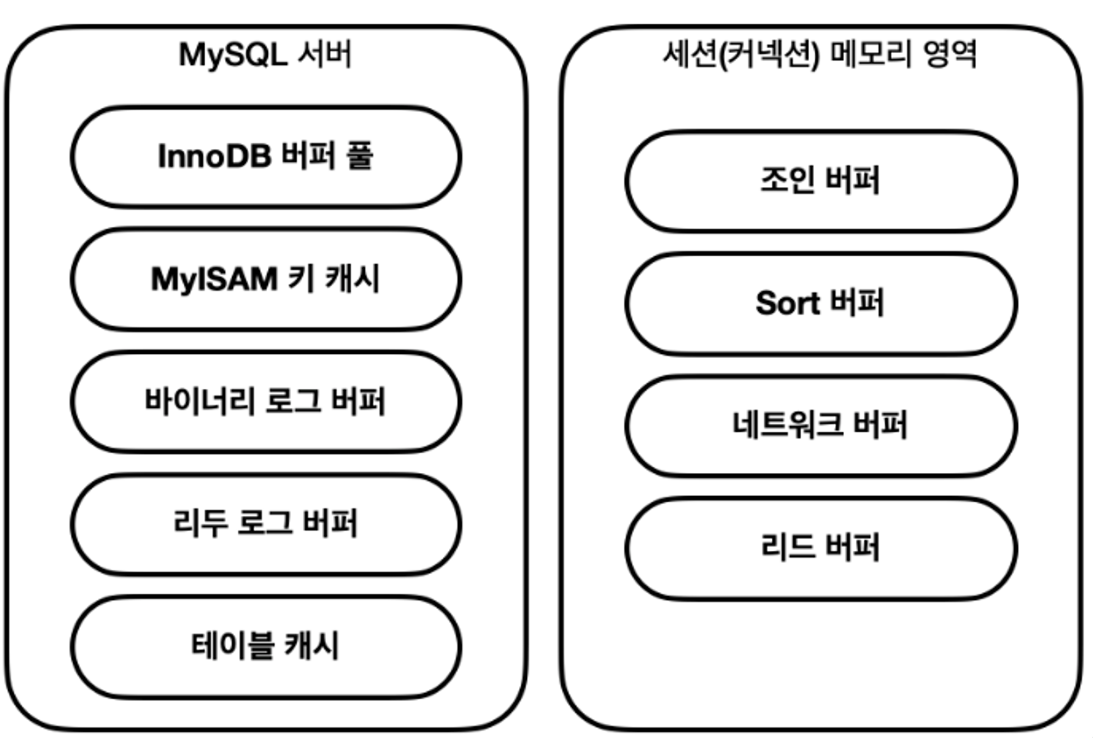 MySQL 서버
InnoDB 버퍼 풀
MyISAM 키 캐시
바이너리 로그 버퍼
리두 로그 버퍼
테이블 캐시
세션(커넥션) 메모리 영역
조인 버퍼
Sort 버퍼
네트워크 버퍼
리드 버퍼